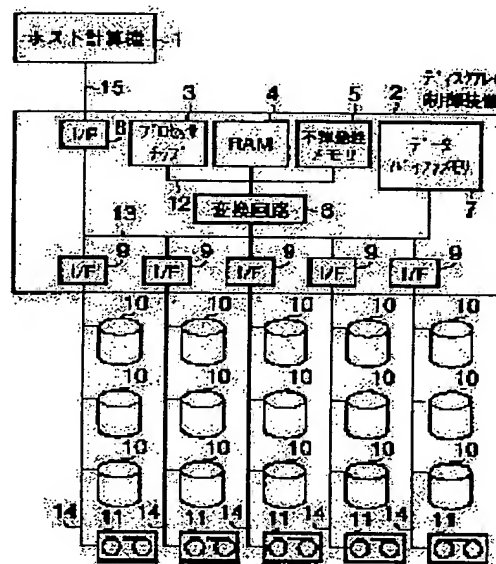 ホスト計算機 1
15 3 4 5 2 ディスクアレイ
制御装置
I/F 8 プロセッサ
チップ RAM 不揮発性
メモリ データ
バッファメモリ
12 変換回路 6 7
13
I/F 9 I/F 9 I/F 9 I/F 9 I/F 9
10 10 10 10 10
10 10 10 10 10
10 10 10 10 10
14 11 14 11 14 11 14 11 14 11